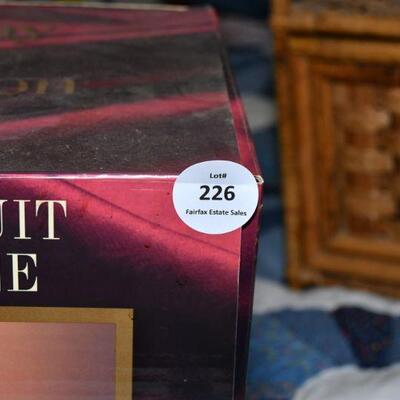 Lot#
226
Fairfax Estate Sales
UIT
E